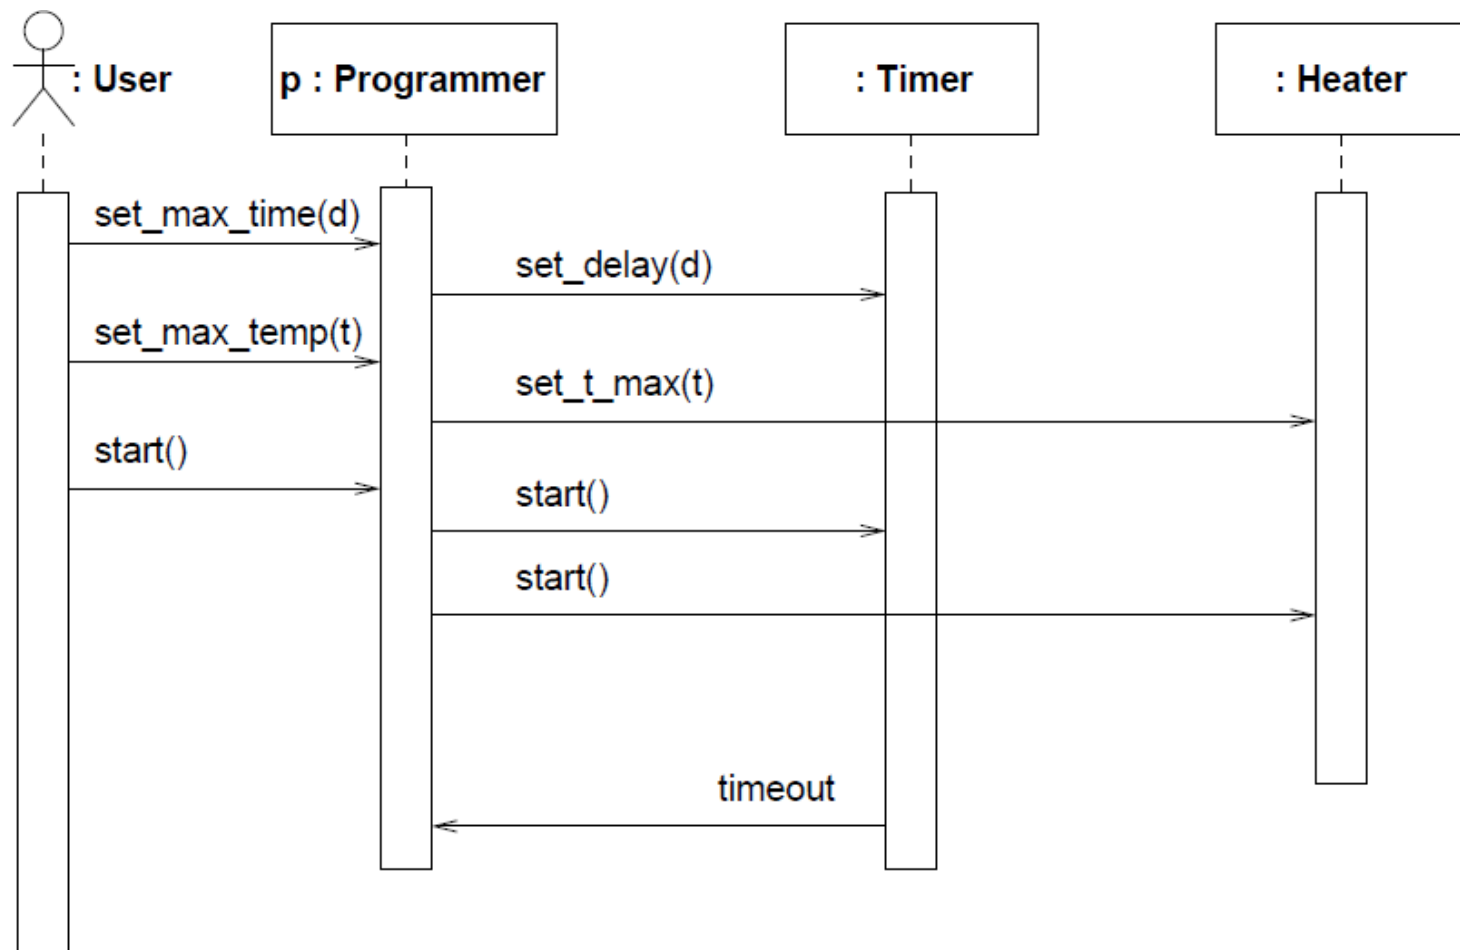 : User
p : Programmer
: Timer
: Heater
set_max_time(d)
set_delay(d)
set_max_temp(t)
set_t_max(t)
start()
start()
start()
timeout